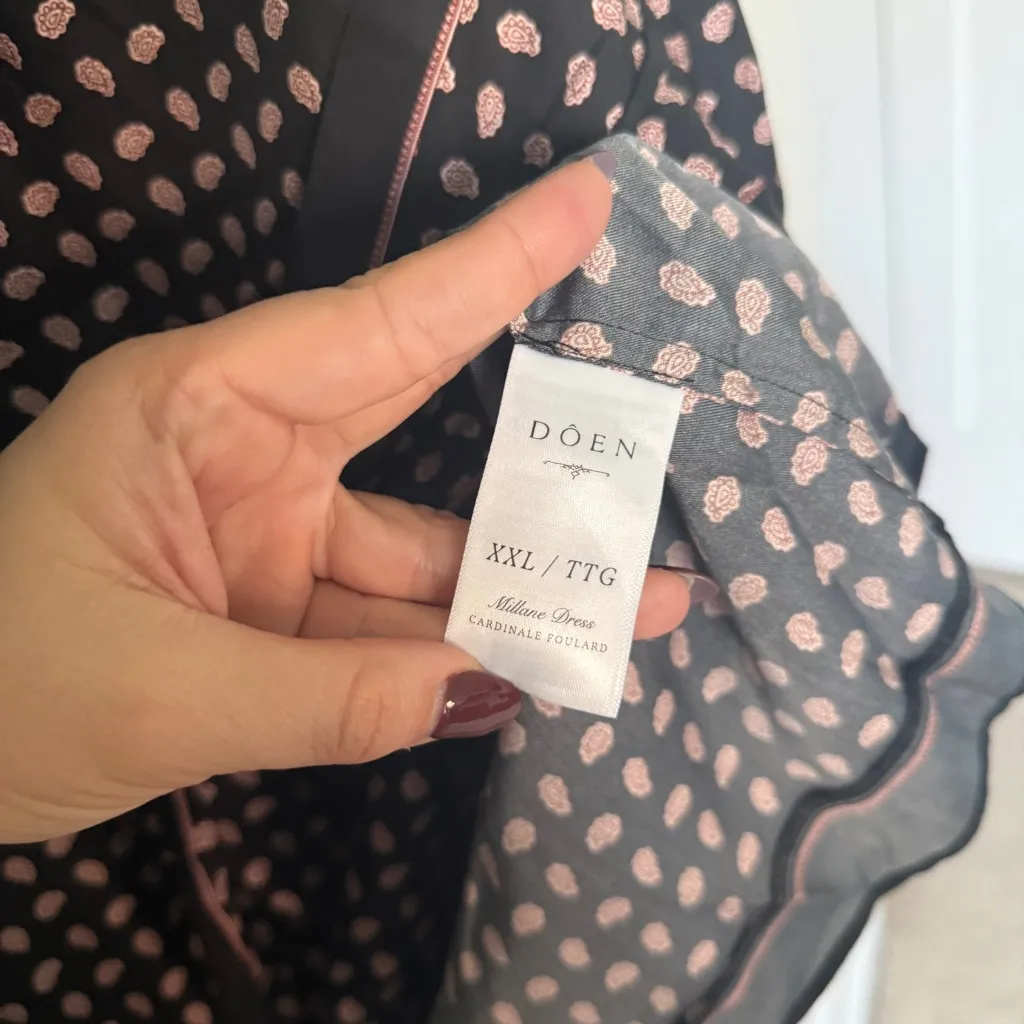 DÔEN
XXL / TTG
Millane Dress
CARDINALE FOULARD